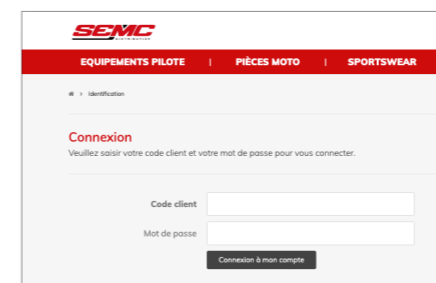 SEMC
DISTRIBUTION
EQUIPEMENTS PILOTE | PIÈCES MOTO | SPORTSWEAR
> Identification
Connexion
Veuillez saisir votre code client et votre mot de passe pour vous connecter.
Code client
Mot de passe
Connexion à mon compte